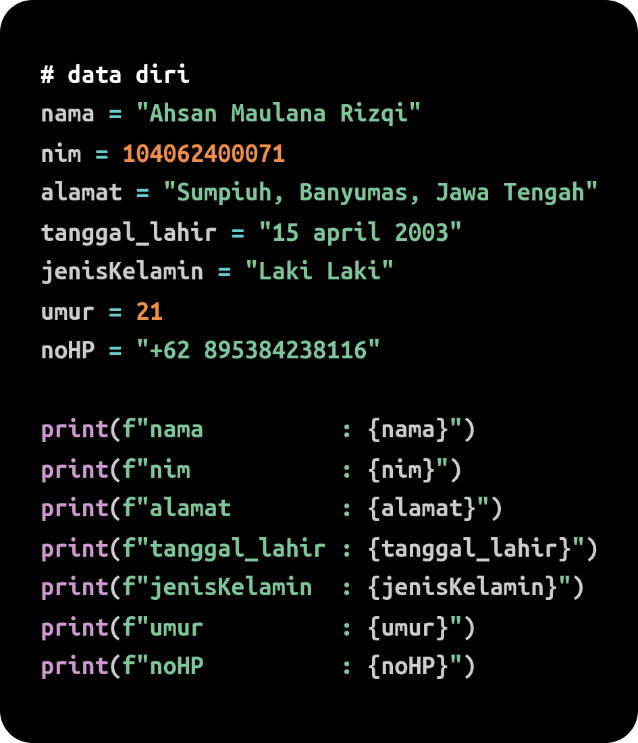 # data diri
nama = "Ahsan Maulana Rizqi"
nim = 104062400071
alamat = "Sumpiuh, Banyumas, Jawa Tengah"
tanggal_lahir = "15 april 2003"
jenisKelamin = "Laki Laki"
umur = 21
noHP = "+62 895384238116"

print(f"nama          : {nama}")
print(f"nim           : {nim}")
print(f"alamat        : {alamat}")
print(f"tanggal_lahir : {tanggal_lahir}")
print(f"jenisKelamin  : {jenisKelamin}")
print(f"umur          : {umur}")
print(f"noHP          : {noHP}")